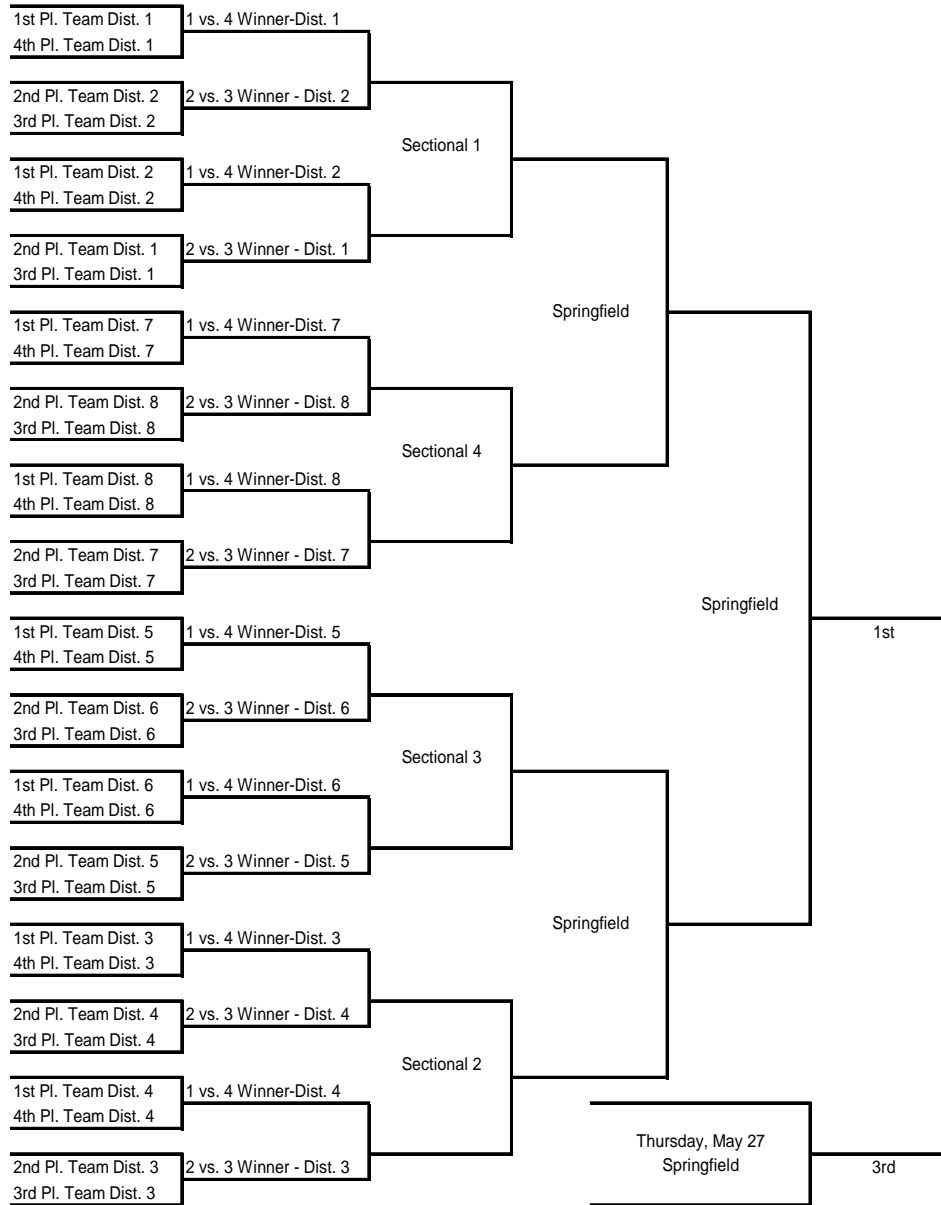 1st Pl. Team Dist. 1
1 vs. 4 Winner-Dist. 1
4th Pl. Team Dist. 1
2nd Pl. Team Dist. 2
2 vs. 3 Winner - Dist. 2
3rd Pl. Team Dist. 2
Sectional 1
1st Pl. Team Dist. 2
1 vs. 4 Winner-Dist. 2
4th Pl. Team Dist. 2
2nd Pl. Team Dist. 1
2 vs. 3 Winner - Dist. 1
3rd Pl. Team Dist. 1
Springfield
1st Pl. Team Dist. 7
1 vs. 4 Winner-Dist. 7
4th Pl. Team Dist. 7
2nd Pl. Team Dist. 8
2 vs. 3 Winner - Dist. 8
3rd Pl. Team Dist. 8
Sectional 4
1st Pl. Team Dist. 8
1 vs. 4 Winner-Dist. 8
4th Pl. Team Dist. 8
2nd Pl. Team Dist. 7
2 vs. 3 Winner - Dist. 7
3rd Pl. Team Dist. 7
Springfield
1st Pl. Team Dist. 5
1 vs. 4 Winner-Dist. 5
1st
4th Pl. Team Dist. 5
2nd Pl. Team Dist. 6
2 vs. 3 Winner - Dist. 6
3rd Pl. Team Dist. 6
Sectional 3
1st Pl. Team Dist. 6
1 vs. 4 Winner-Dist. 6
4th Pl. Team Dist. 6
2nd Pl. Team Dist. 5
2 vs. 3 Winner - Dist. 5
3rd Pl. Team Dist. 5
Springfield
1st Pl. Team Dist. 3
1 vs. 4 Winner-Dist. 3
4th Pl. Team Dist. 3
2nd Pl. Team Dist. 4
2 vs. 3 Winner - Dist. 4
3rd Pl. Team Dist. 4
Sectional 2
1st Pl. Team Dist. 4
1 vs. 4 Winner-Dist. 4
4th Pl. Team Dist. 4
Thursday, May 27
Springfield
2nd Pl. Team Dist. 3
2 vs. 3 Winner - Dist. 3
3rd
3rd Pl. Team Dist. 3